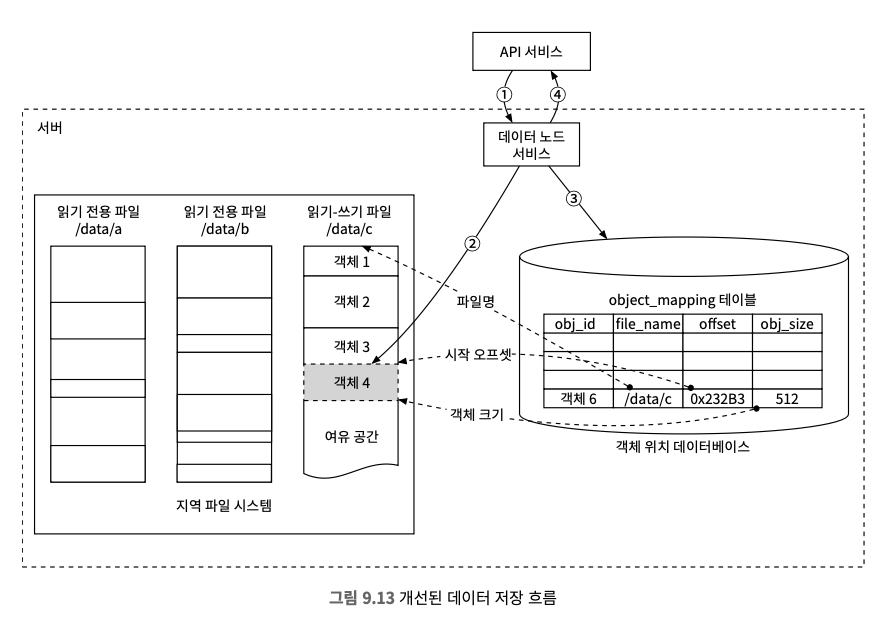 API 서비스
① ④
서버
데이터 노드
서비스
② ③
읽기 전용 파일
/data/a
읽기 전용 파일
/data/b
읽기-쓰기 파일
/data/c
객체 1
객체 2
객체 3
객체 4
여유 공간
지역 파일 시스템
파일명
시작 오프셋
객체 크기
object_mapping 테이블
obj_id file_name offset obj_size
객체 6 /data/c 0x232B3 512
객체 위치 데이터베이스
그림 9.13 개선된 데이터 저장 흐름